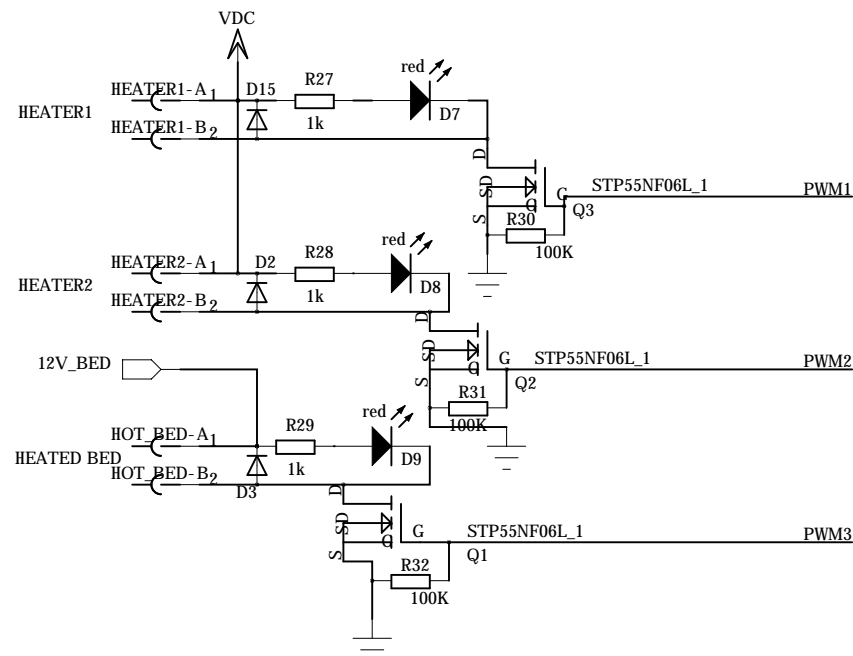 VDC
HEATER1
HEATER1-A 1
D15
R27
1k
red
D7
HEATER1-B 2
D
SD
G
S
G
Q3
STP55NF06L_1
PWM1
R30
100K
HEATER2
HEATER2-A 1
D2
R28
1k
red
D8
HEATER2-B 2
D
SD
G
S
G
Q2
STP55NF06L_1
PWM2
12V_BED
R31
100K
HEATED BED
HOT_BED-A 1
R29
1k
red
D9
HOT_BED-B 2
D3
D
SD
G
S
G
Q1
STP55NF06L_1
PWM3
R32
100K